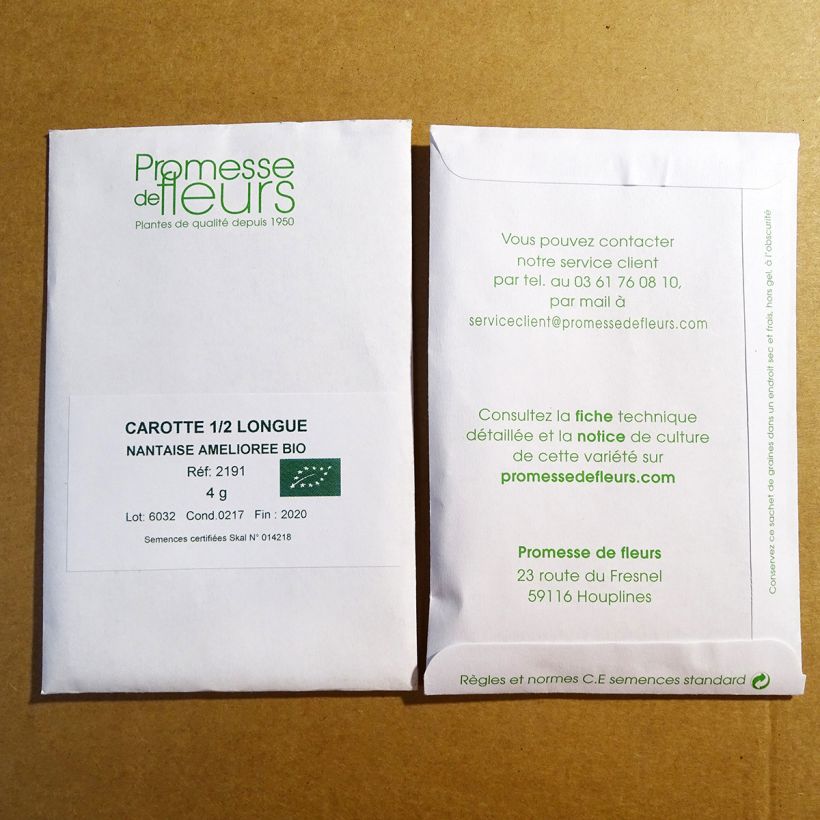 Promesse
de fleurs
Plantes de qualité depuis 1950
CAROTTE 1/2 LONGUE
NANTAISE AMELIOREE BIO
Réf: 2191
4 g
Lot: 6032 Cond.0217 Fin : 2020
Semences certifiées Skal N° 014218
Vous pouvez contacter
notre service client
par tel. au 03 61 76 08 10,
par mail à
serviceclient@promessedefleurs.com
Consultez la fiche technique
détaillée et la notice de culture
de cette variété sur
promessedefleurs.com
Promesse de fleurs
23 route du Fresnel
59116 Houplines
Conservez ce sachet de graines dans un endroit sec et frais, hors gel, à l'obscurité
Règles et normes C.E semences standard